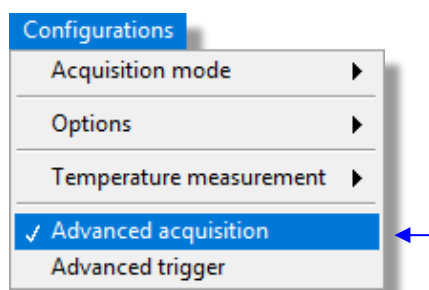 Configurations
Acquisition mode
Options
Temperature measurement
Advanced acquisition
Advanced trigger